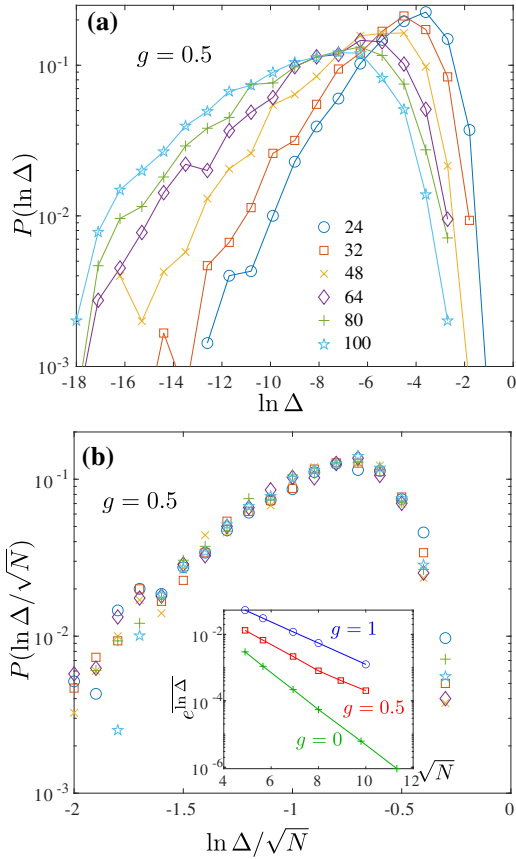 (a)
g = 0.5
P(ln Δ)
10^-1
10^-2
10^-3
24
32
48
64
80
100
-18 -16 -14 -12 -10 -8 -6 -4 -2 0
ln Δ
(b)
g = 0.5
P(ln Δ/√N)
10^-1
10^-2
10^-3
-2 -1.5 -1 -0.5 0
ln Δ/√N
e^ln Δ
10^-2
10^-4
10^-6
g = 1
g = 0.5
g = 0
4 6 8 10 12
√N